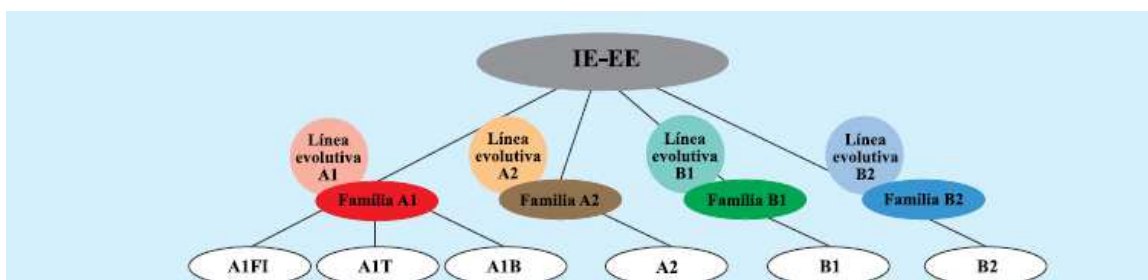 IE-EE
Línea
evolutiva
A1
Línea
evolutiva
A2
Línea
evolutiva
B1
Línea
evolutiva
B2
Familia A1
Familia A2
Familia B1
Familia B2
A1FI
A1T
A1B
A2
B1
B2